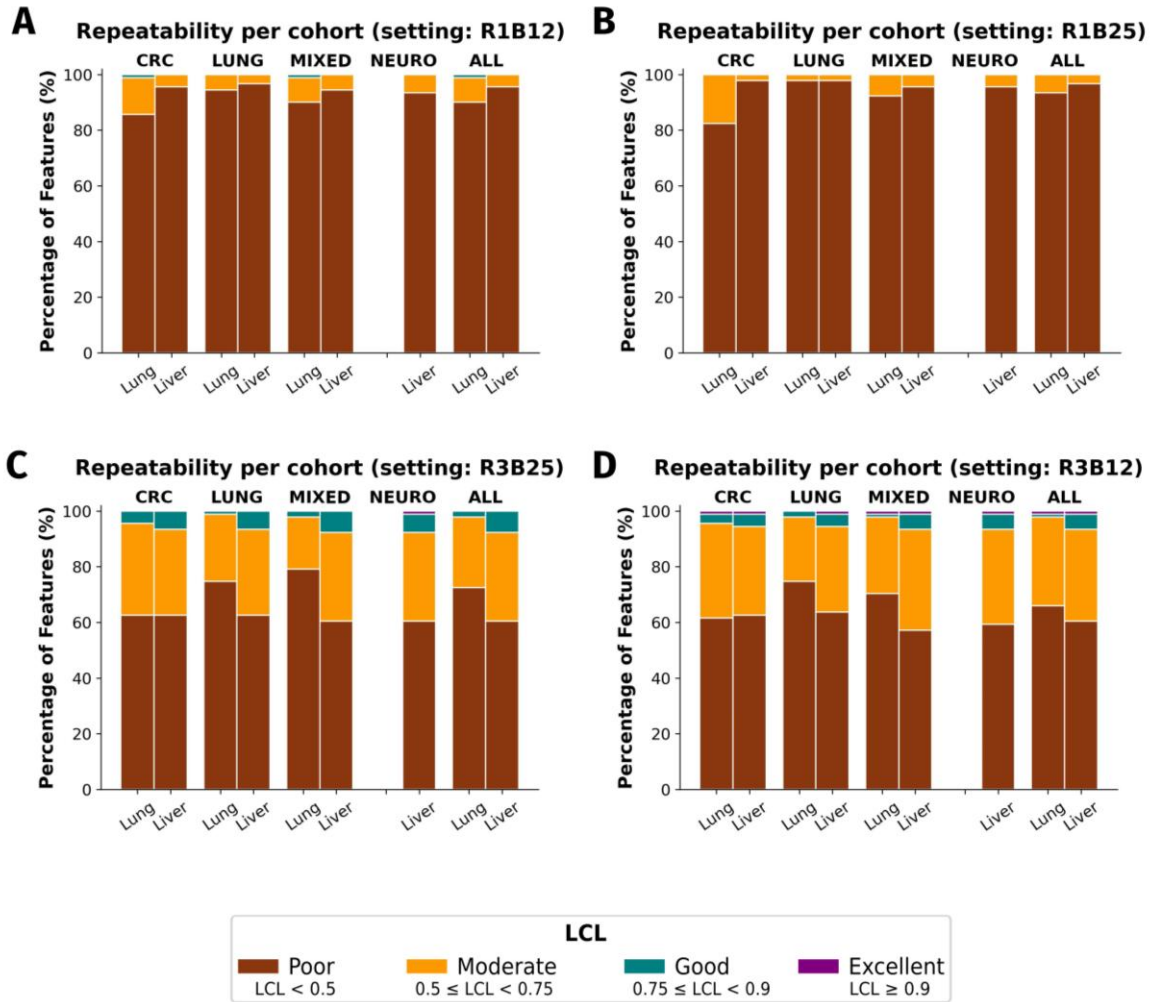 A
Repeatability per cohort (setting: R1B12)
CRC LUNG MIXED NEURO ALL
Percentage of Features (%)
100
80
60
40
20
0
Lung Liver Lung Liver Lung Liver Liver Lung Liver
B
Repeatability per cohort (setting: R1B25)
CRC LUNG MIXED NEURO ALL
Percentage of Features (%)
100
80
60
40
20
0
Lung Liver Lung Liver Lung Liver Liver Lung Liver
C
Repeatability per cohort (setting: R3B25)
CRC LUNG MIXED NEURO ALL
Percentage of Features (%)
100
80
60
40
20
0
Lung Liver Lung Liver Lung Liver Liver Lung Liver
D
Repeatability per cohort (setting: R3B12)
CRC LUNG MIXED NEURO ALL
Percentage of Features (%)
100
80
60
40
20
0
Lung Liver Lung Liver Lung Liver Liver Lung Liver
LCL
Poor Moderate Good Excellent
LCL < 0.5 0.5 ≤ LCL < 0.75 0.75 ≤ LCL < 0.9 LCL ≥ 0.9